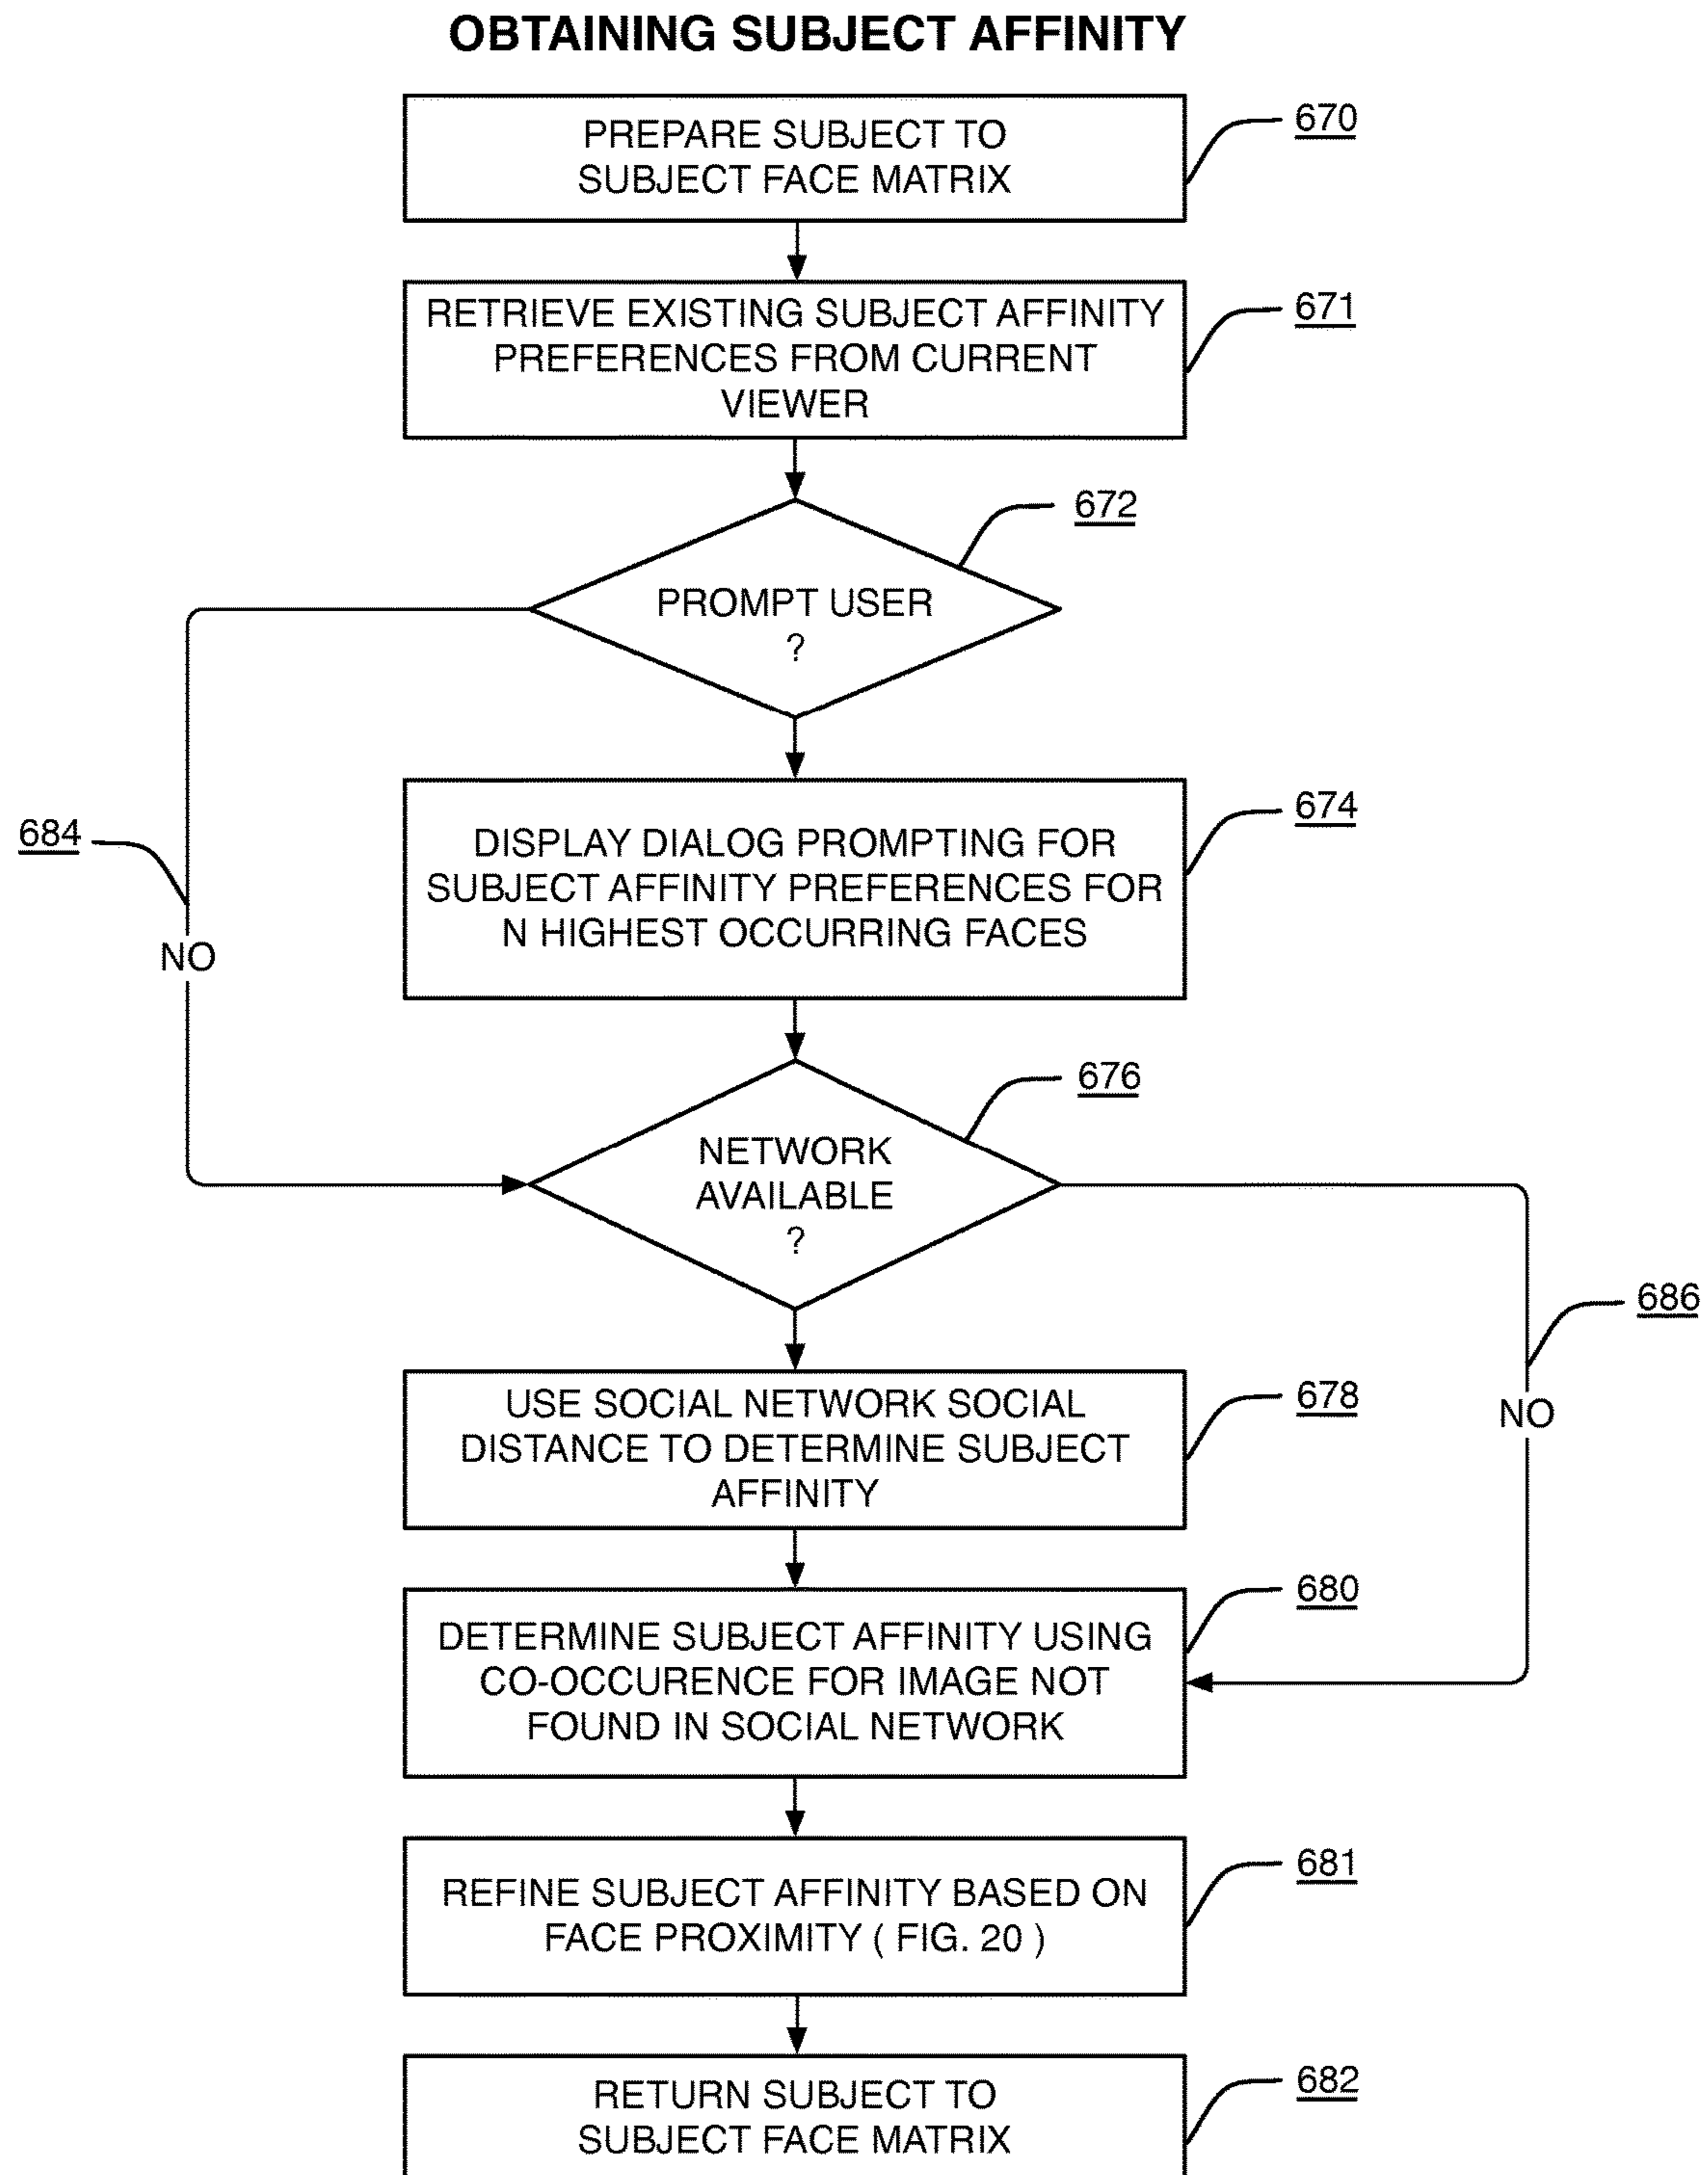 OBTAINING SUBJECT AFFINITY
PREPARE SUBJECT TO
SUBJECT FACE MATRIX
670
RETRIEVE EXISTING SUBJECT AFFINITY
PREFERENCES FROM CURRENT
VIEWER
671
672
PROMPT USER
?
684
NO
DISPLAY DIALOG PROMPTING FOR
SUBJECT AFFINITY PREFERENCES FOR
N HIGHEST OCCURRING FACES
674
676
NETWORK
AVAILABLE
?
686
NO
USE SOCIAL NETWORK SOCIAL
DISTANCE TO DETERMINE SUBJECT
AFFINITY
678
DETERMINE SUBJECT AFFINITY USING
CO-OCCURENCE FOR IMAGE NOT
FOUND IN SOCIAL NETWORK
680
REFINE SUBJECT AFFINITY BASED ON
FACE PROXIMITY ( FIG. 20 )
681
RETURN SUBJECT TO
SUBJECT FACE MATRIX
682